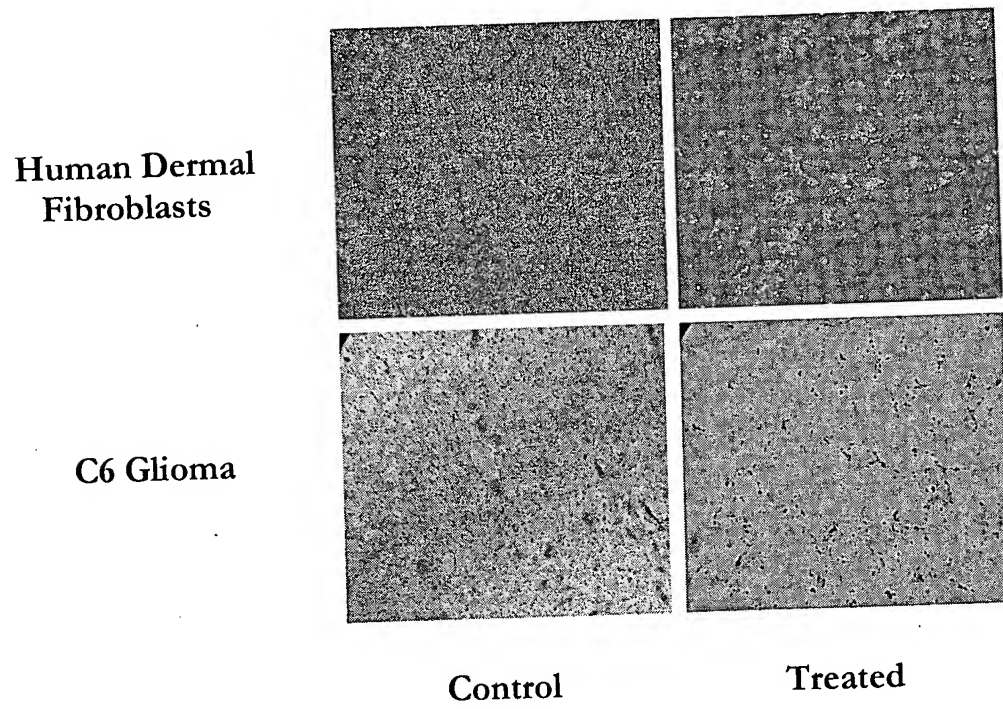 Human Dermal
Fibroblasts
C6 Glioma
Control
Treated